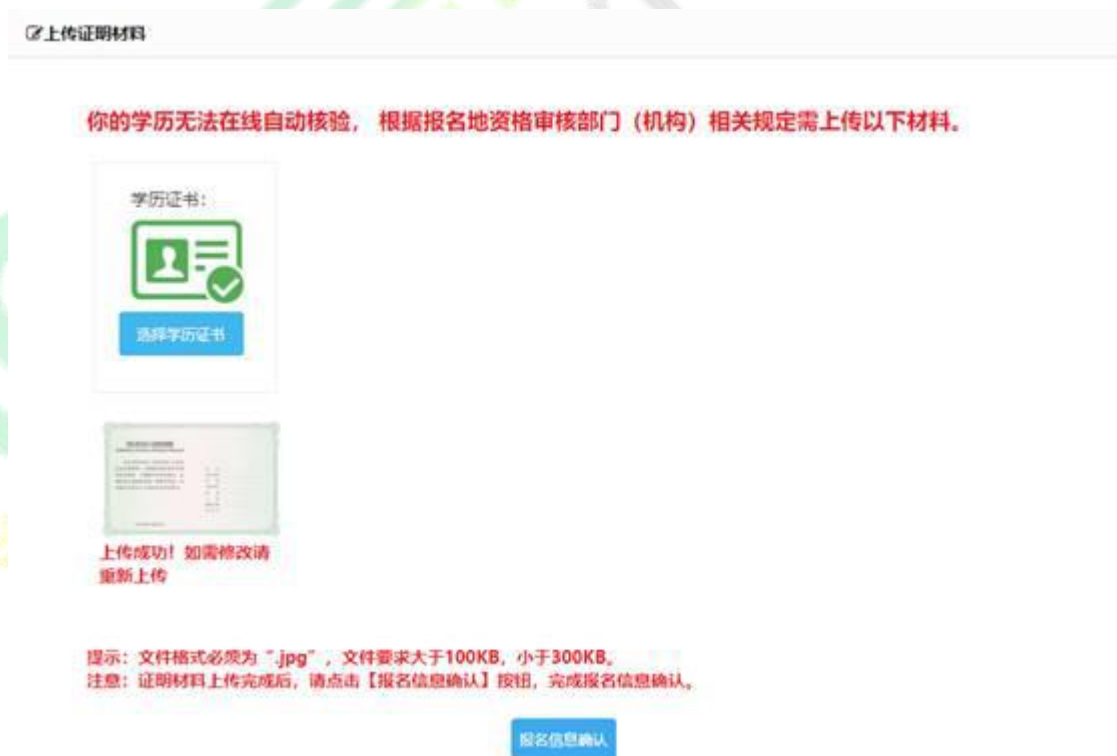 上传证明材料
你的学历无法在线自动核验， 根据报名地资格审核部门（机构）相关规定需上传以下材料。
学历证书：
选择学历证书
上传成功！如需修改请
重新上传
提示：文件格式必须为“.jpg”，文件要求大于100KB，小于300KB。
注意：证明材料上传完成后，请点击【报名信息确认】按钮，完成报名信息确认。
报名信息确认